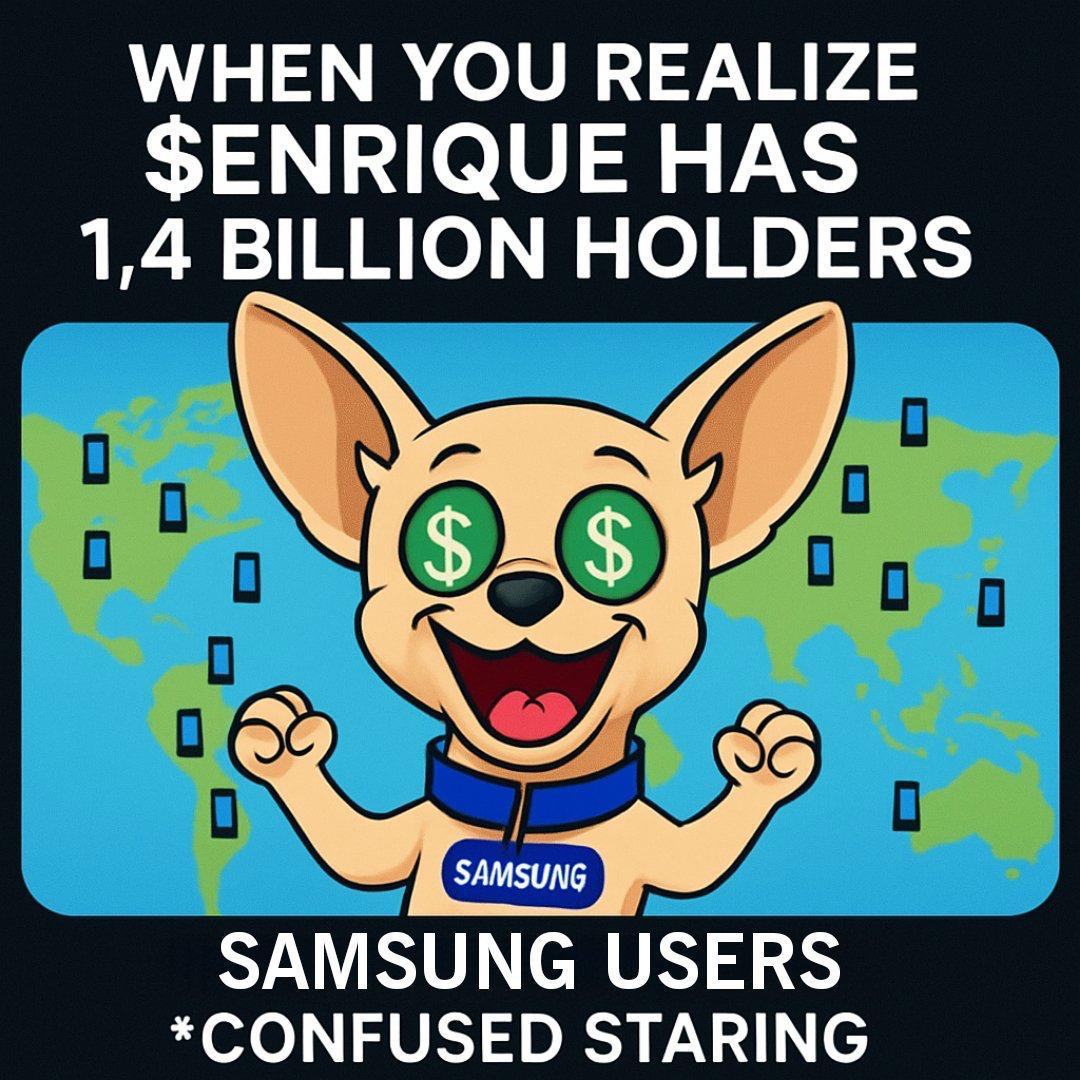 WHEN YOU REALIZE
$ENRIQUE HAS
1,4 BILLION HOLDERS
$ $
SAMSUNG
SAMSUNG USERS
*CONFUSED STARING